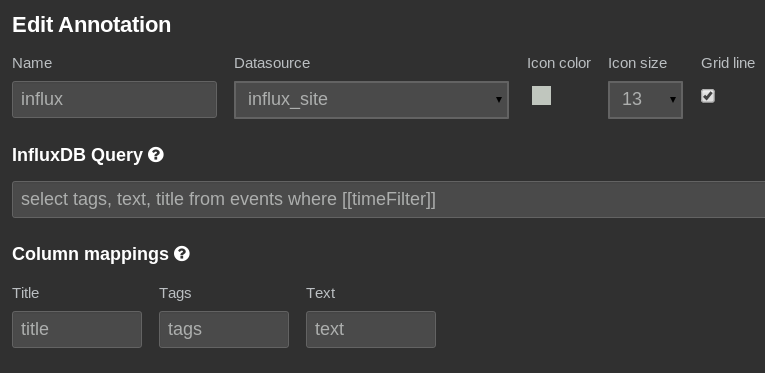 Edit Annotation
Name Datasource Icon color Icon size Grid line
influx influx_site 13
InfluxDB Query ?
select tags, text, title from events where [[timeFilter]]
Column mappings ?
Title Tags Text
title tags text